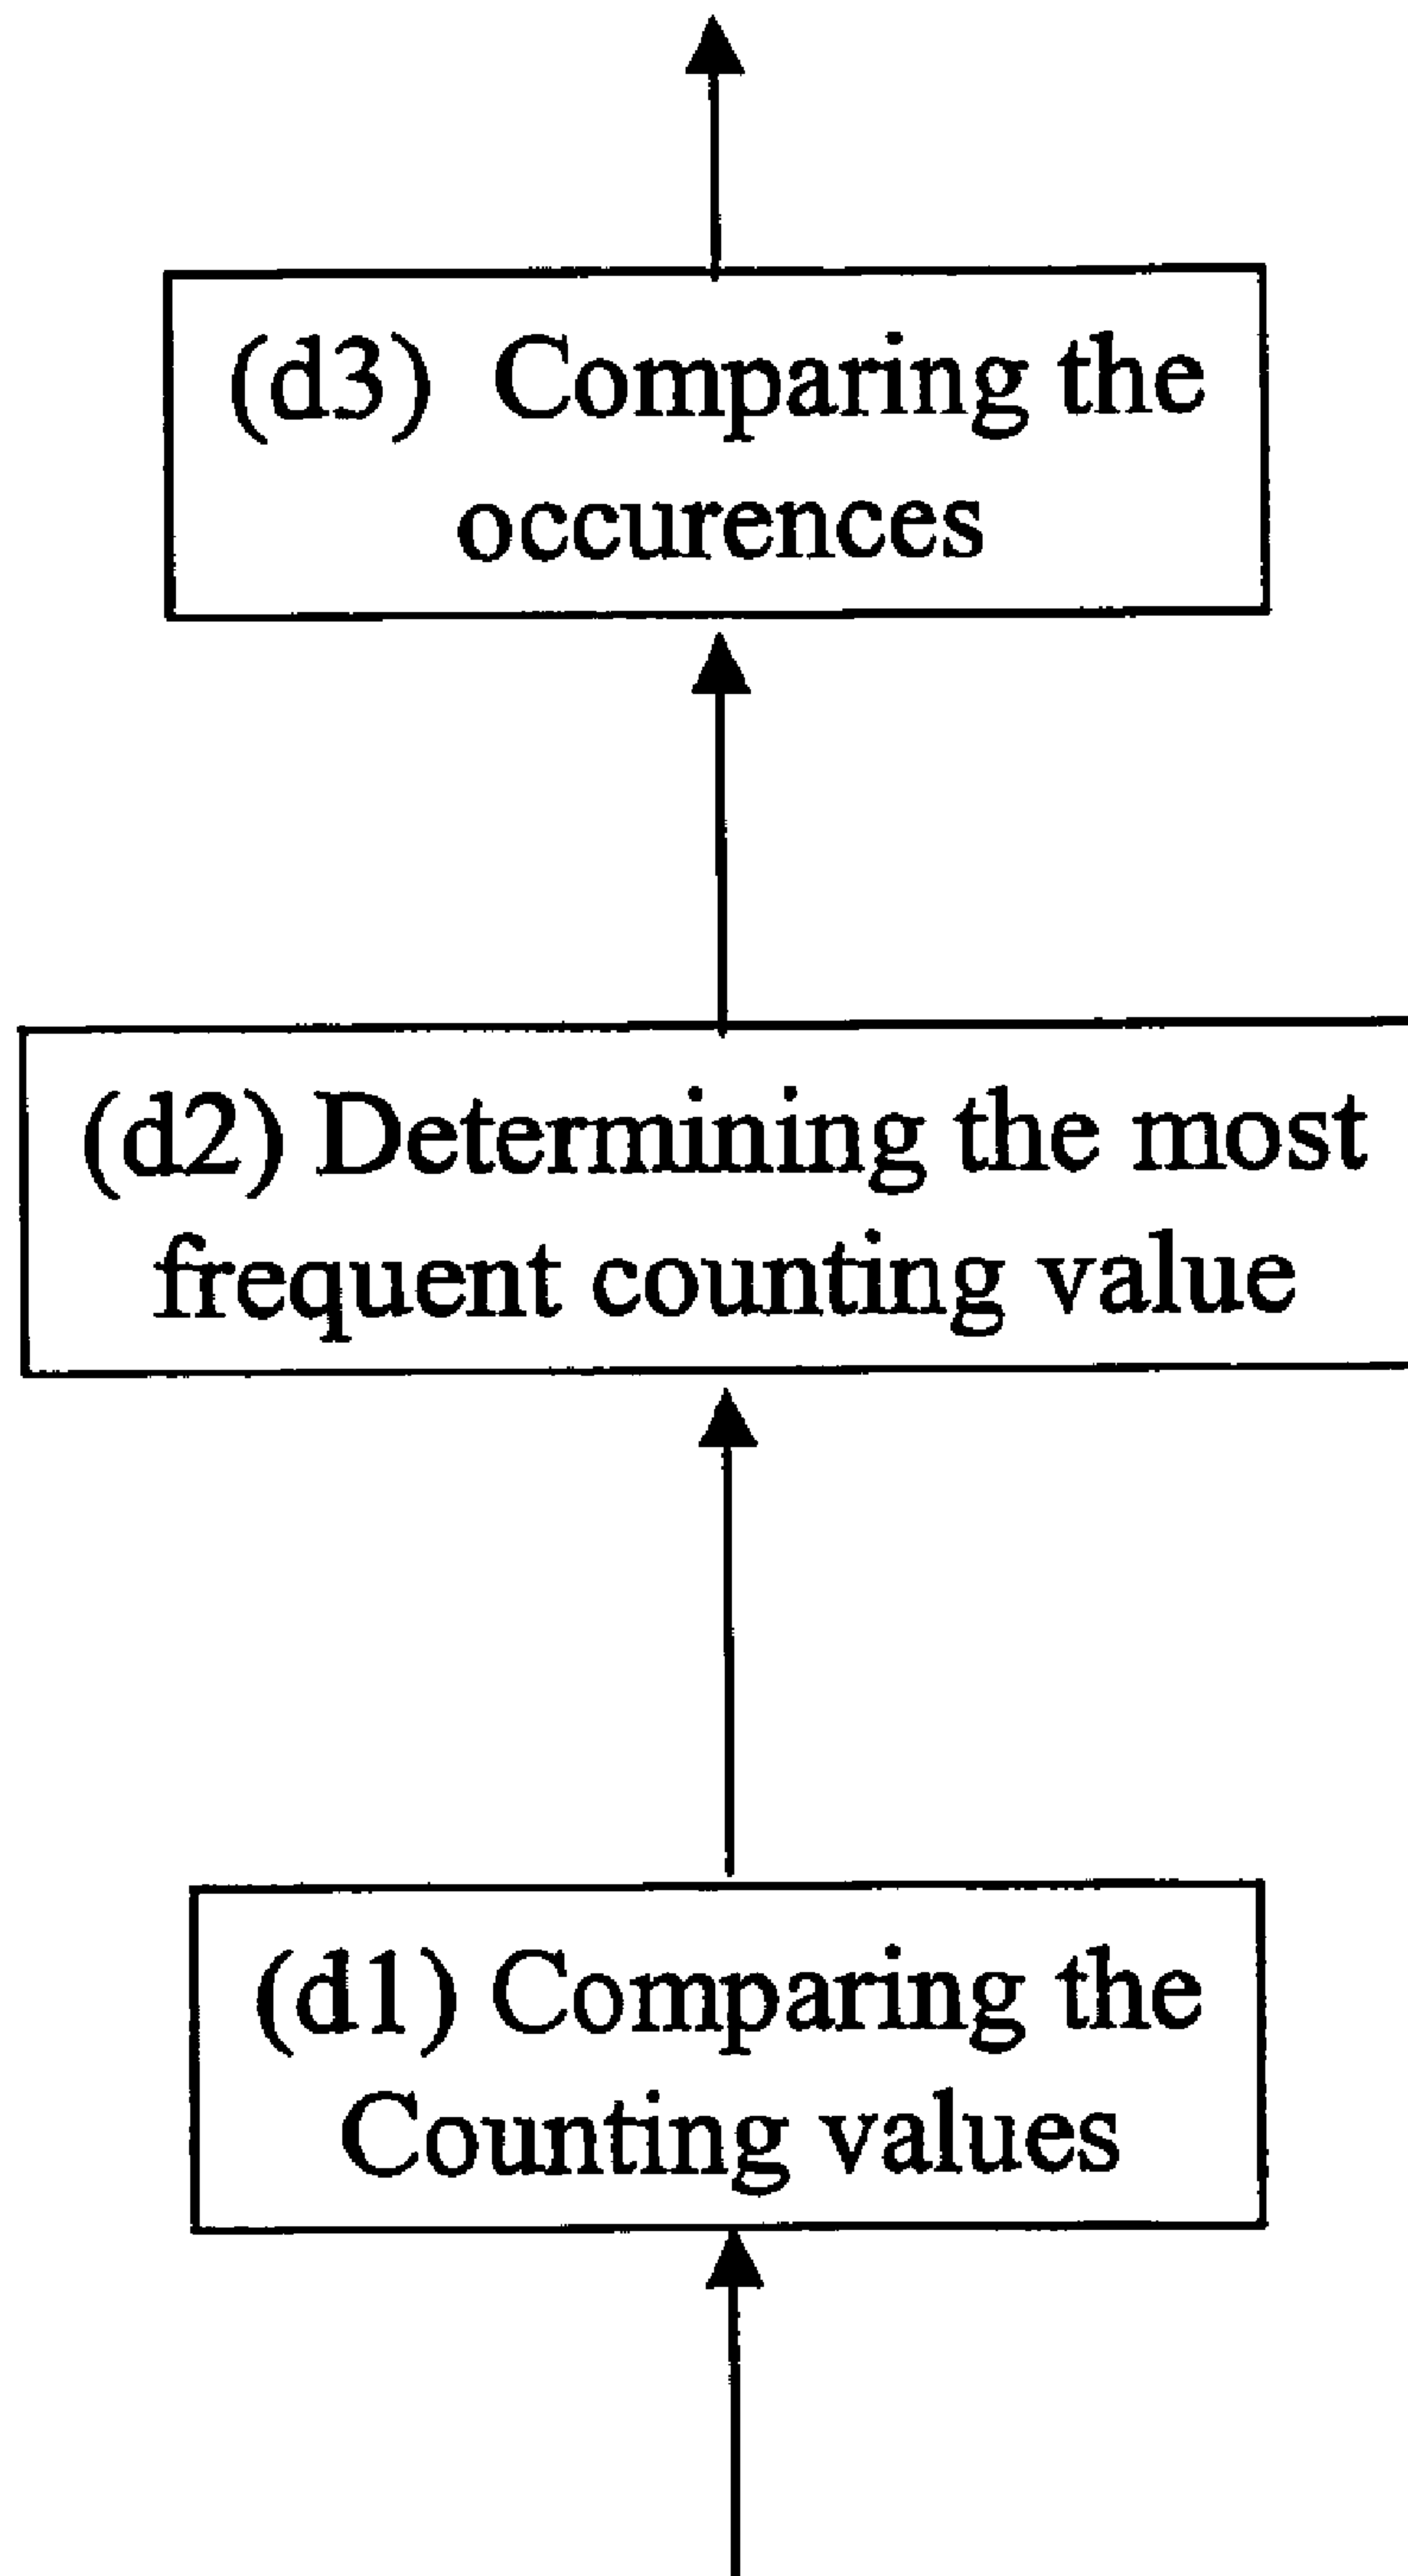 (d3) Comparing the
occurences
(d2) Determining the most
frequent counting value
(d1) Comparing the
Counting values